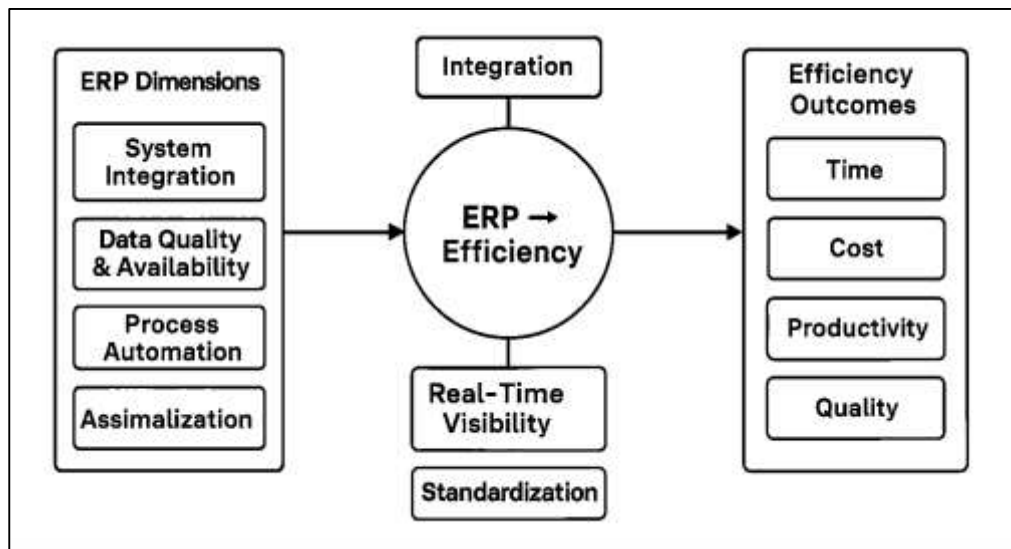 ERP Dimensions
System
Integration
Data Quality
& Availability
Process
Automation
Assimalization
Integration
ERP →
Efficiency
Real-Time
Visibility
Standardization
Efficiency
Outcomes
Time
Cost
Productivity
Quality